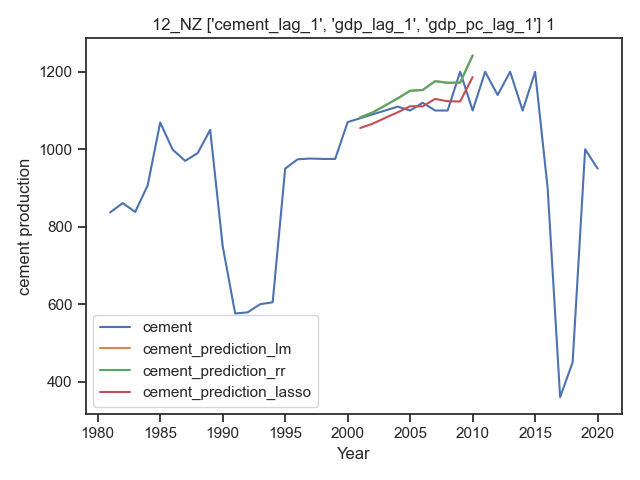 12_NZ ['cement_lag_1', 'gdp_lag_1', 'gdp_pc_lag_1'] 1
cement production
1200
1000
800
600
400
cement
cement_prediction_lm
cement_prediction_rr
cement_prediction_lasso
1980 1985 1990 1995 2000 2005 2010 2015 2020
Year